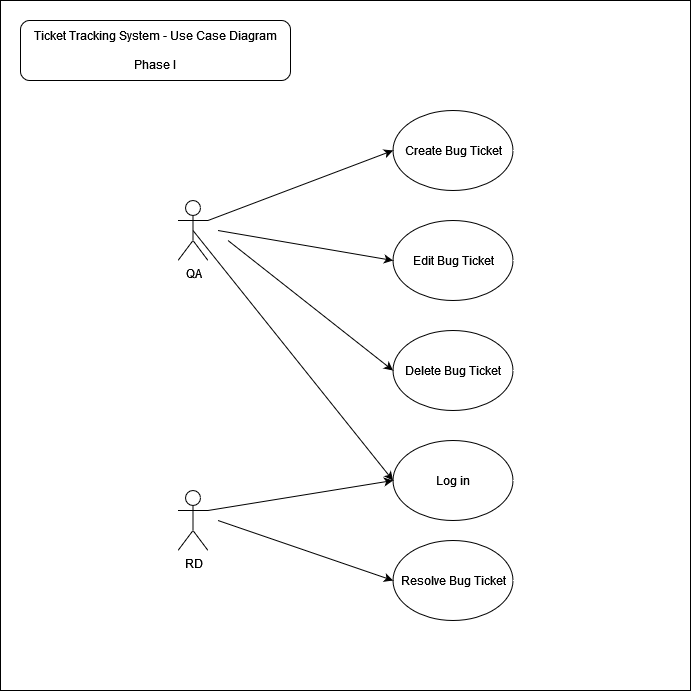 Ticket Tracking System - Use Case Diagram
Phase I
Create Bug Ticket
Edit Bug Ticket
QA
Delete Bug Ticket
Log in
RD
Resolve Bug Ticket